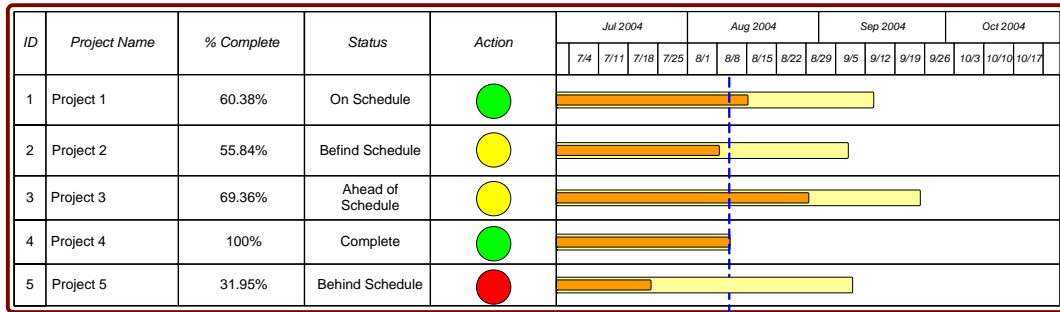 ID Project Name % Complete Status Action Jul 2004 Aug 2004 Sep 2004 Oct 2004
7/4 7/11 7/18 7/25 8/1 8/8 8/15 8/22 8/29 9/5 9/12 9/19 9/26 10/3 10/10 10/17
1 Project 1 60.38% On Schedule
2 Project 2 55.84% Befind Schedule
3 Project 3 69.36% Ahead of
Schedule
4 Project 4 100% Complete
5 Project 5 31.95% Behind Schedule